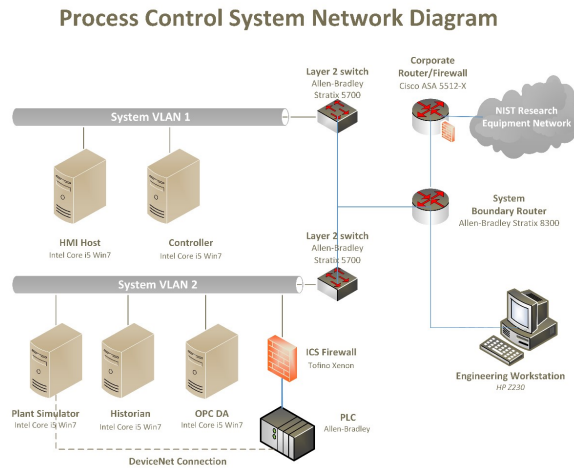 Process Control System Network Diagram
Layer 2 switch
Allen-Bradley
Stratix 5700
Corporate
Router/Firewall
Cisco ASA 5512-X
System VLAN 1
NIST Research
Equipment Network
HMI Host
Intel Core i5 Win7
Controller
Intel Core i5 Win7
System
Boundary Router
Allen-Bradley Stratix 8300
Layer 2 switch
Allen-Bradley
Stratix 5700
System VLAN 2
ICS Firewall
Tofino Xenon
Engineering Workstation
HP Z230
Plant Simulator
Intel Core i5 Win7
Historian
Intel Core i5 Win7
OPC DA
Intel Core i5 Win7
PLC
Allen-Bradley
DeviceNet Connection